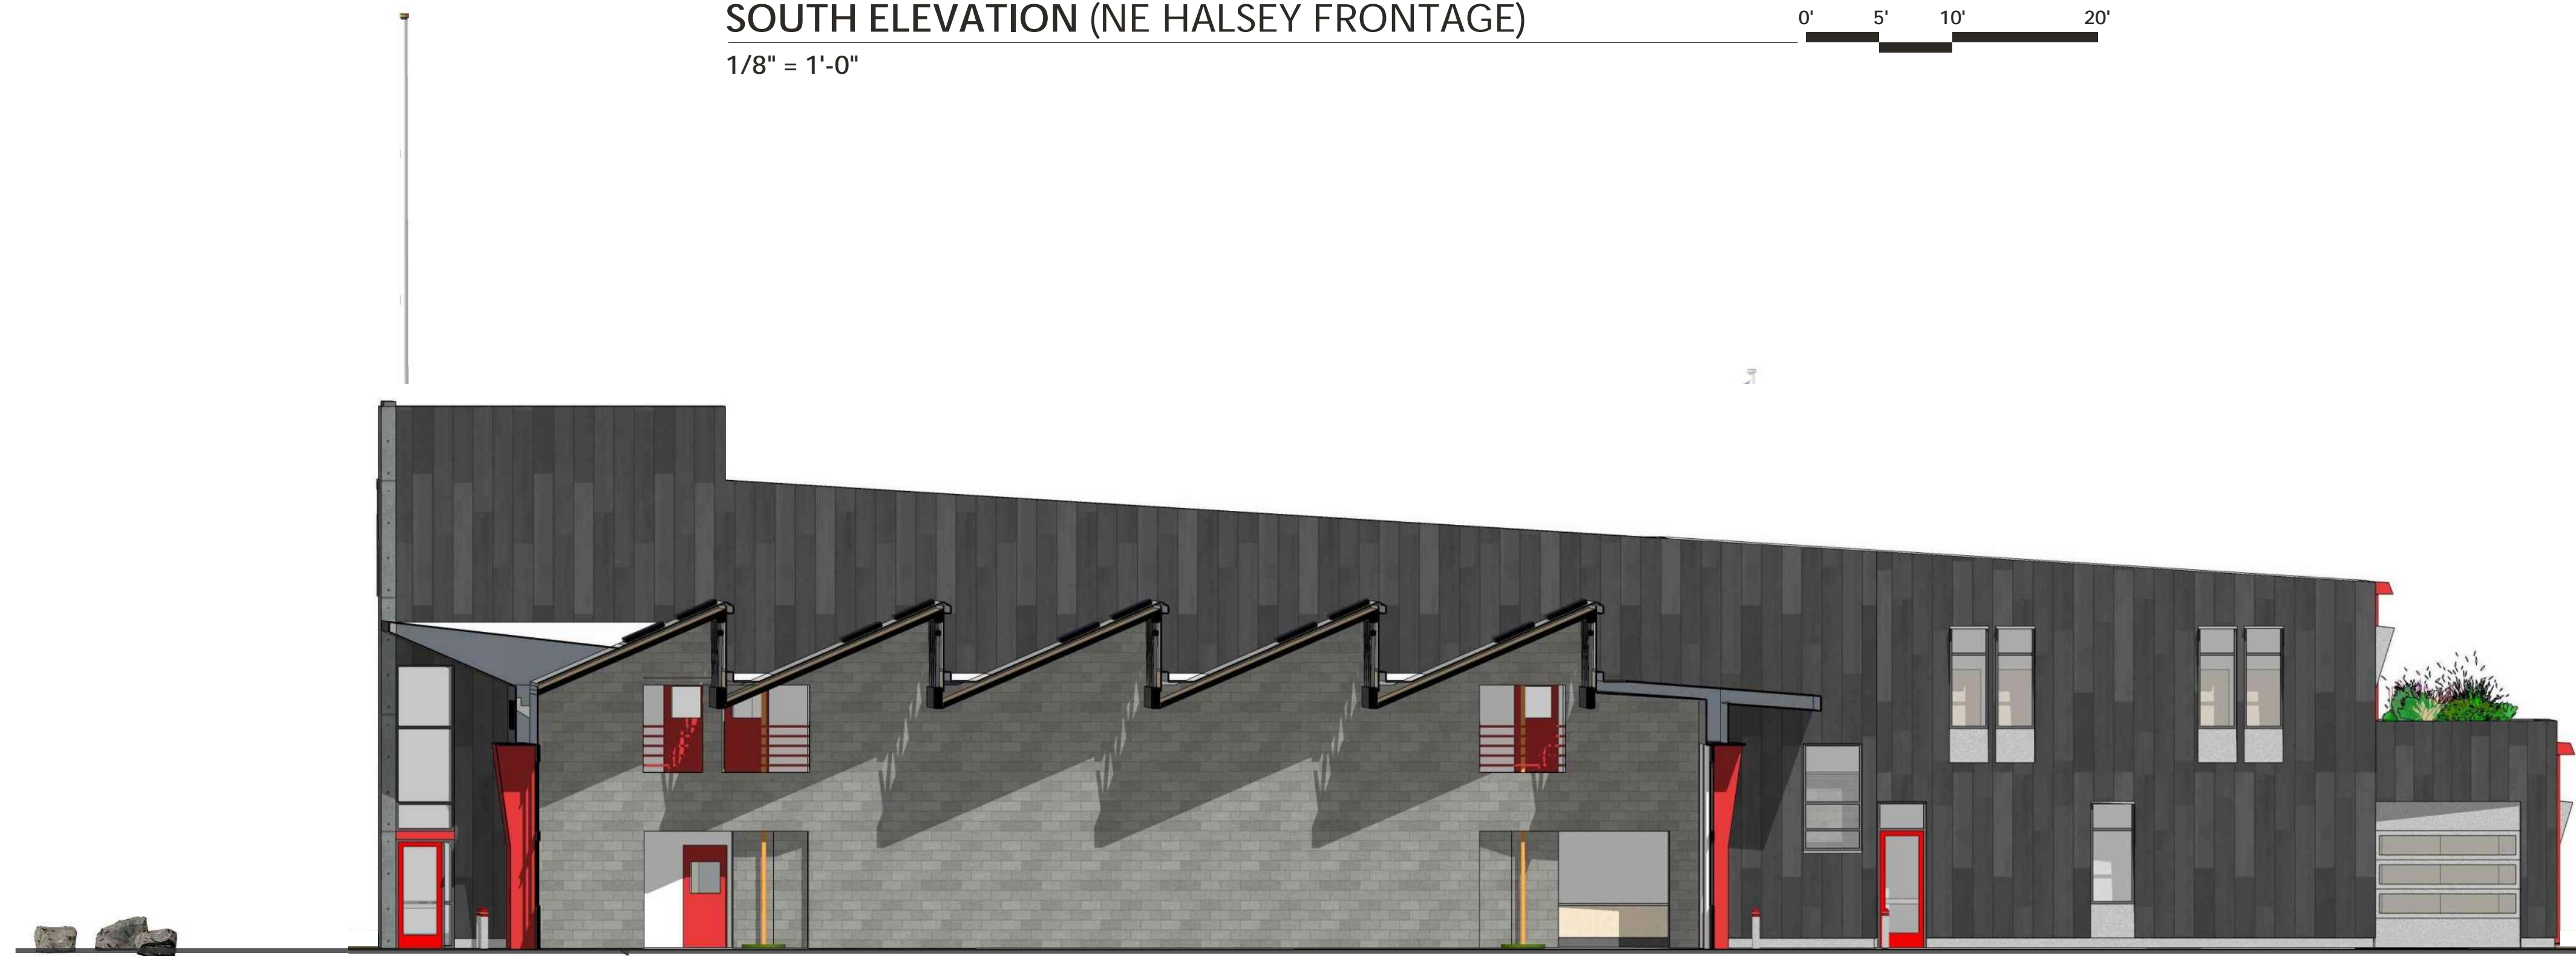 SOUTH ELEVATION (NE HALSEY FRONTAGE)
0' 5' 10' 20'
1/8" = 1'-0"